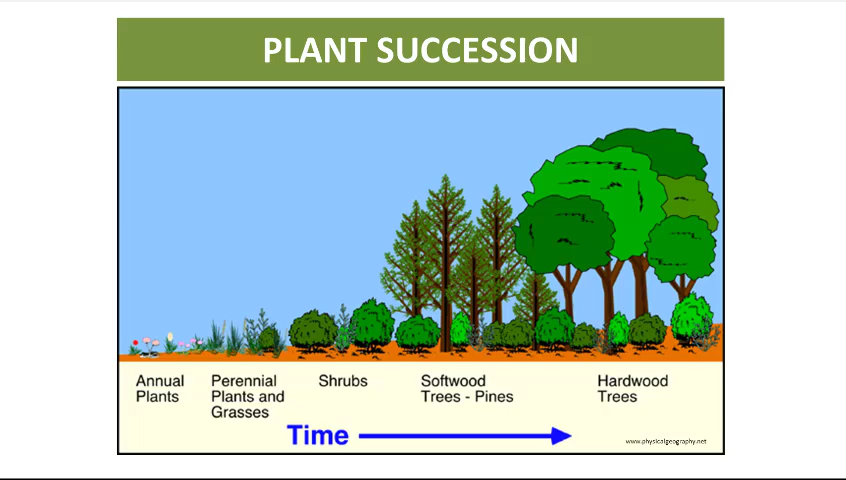 PLANT SUCCESSION
Annual
Plants
Perennial
Plants and
Grasses
Shrubs
Softwood
Trees - Pines
Hardwood
Trees
Time
www.physicalgeography.net